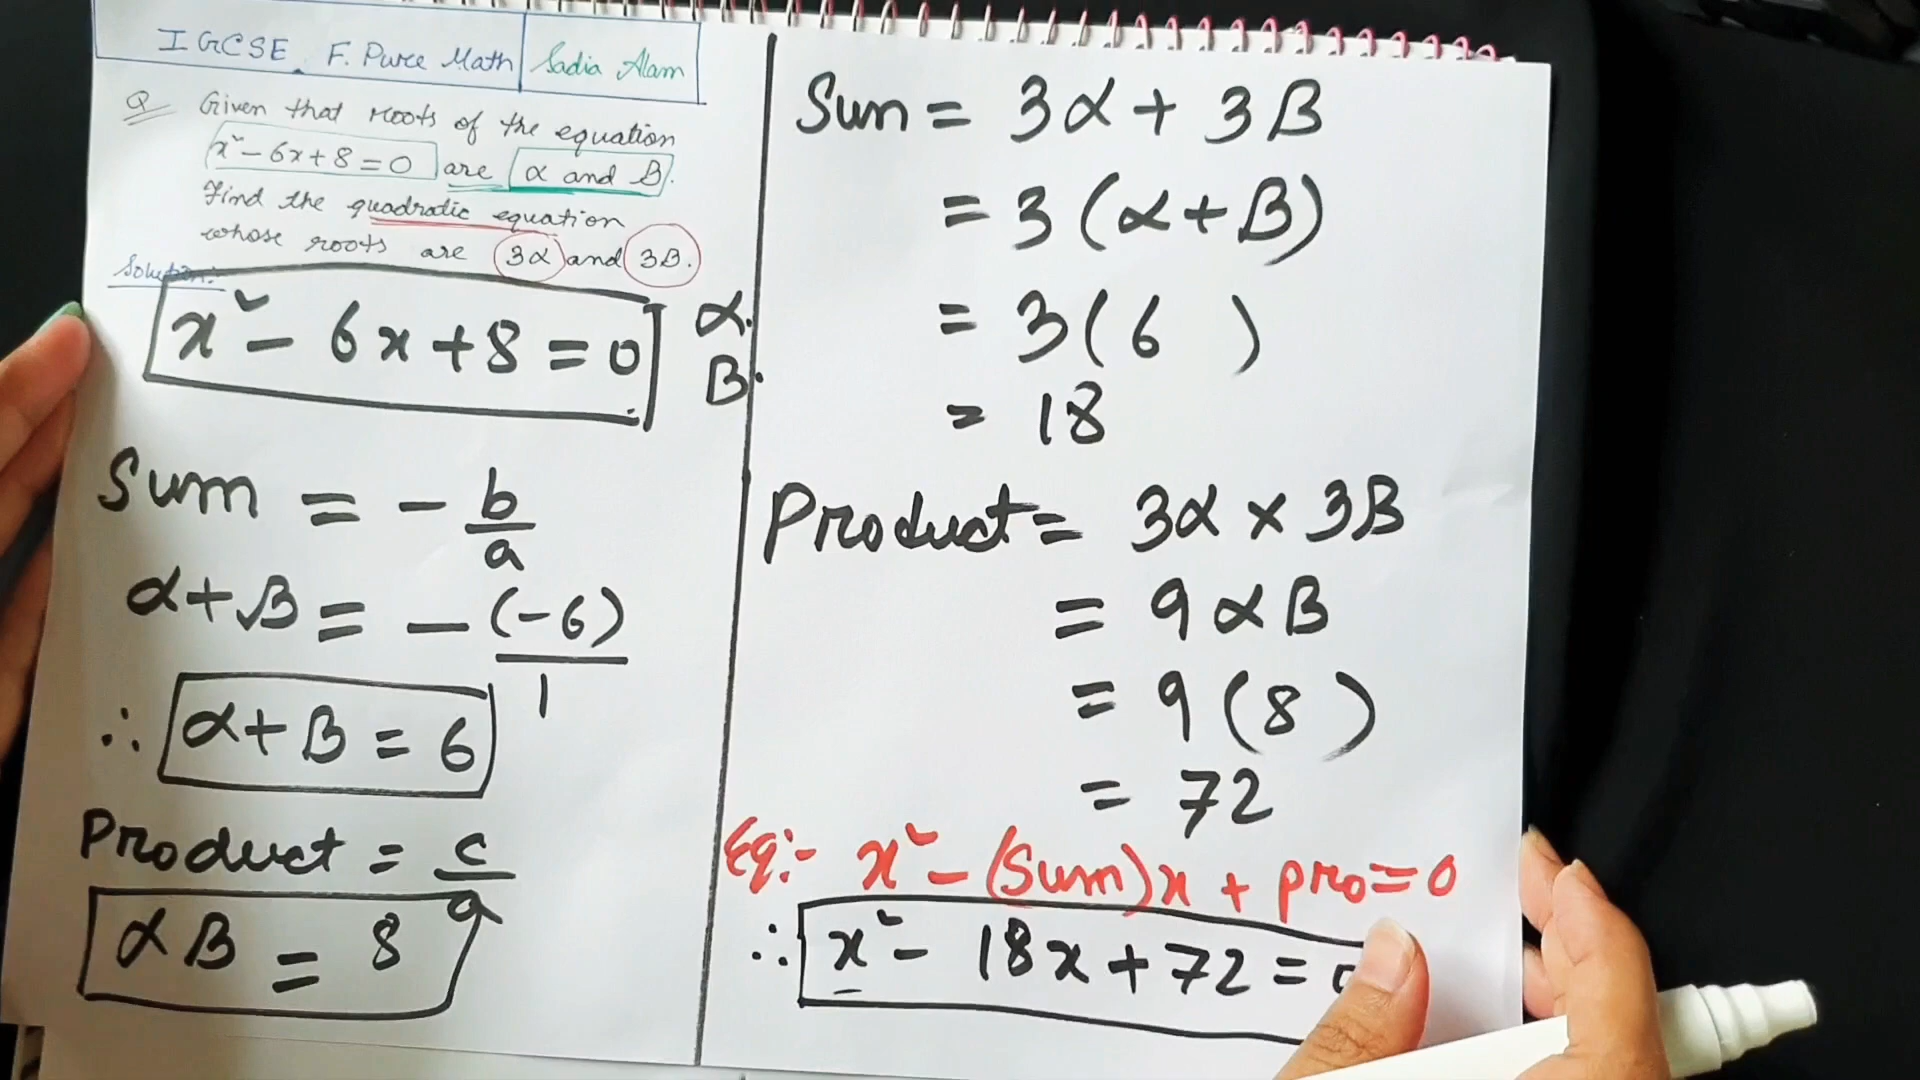 IGCSE F. Pure Math Sadia Alam
Q Given that roots of the equation
x² - 6x + 8 = 0 are α and β.
Find the quadratic equation
whose roots are 3α and 3β.
Solution:-
x² - 6x + 8 = 0 α. β.
Sum = - b/a
α + β = - (-6)/1
∴ α + β = 6
Product = c/a
αβ = 8
Sum = 3α + 3β
= 3(α + β)
= 3(6 )
= 18
Product = 3α × 3β
= 9αβ
= 9(8 )
= 72
Eq:- x² - (Sum)x + pro = 0
∴ x² - 18x + 72 = 0